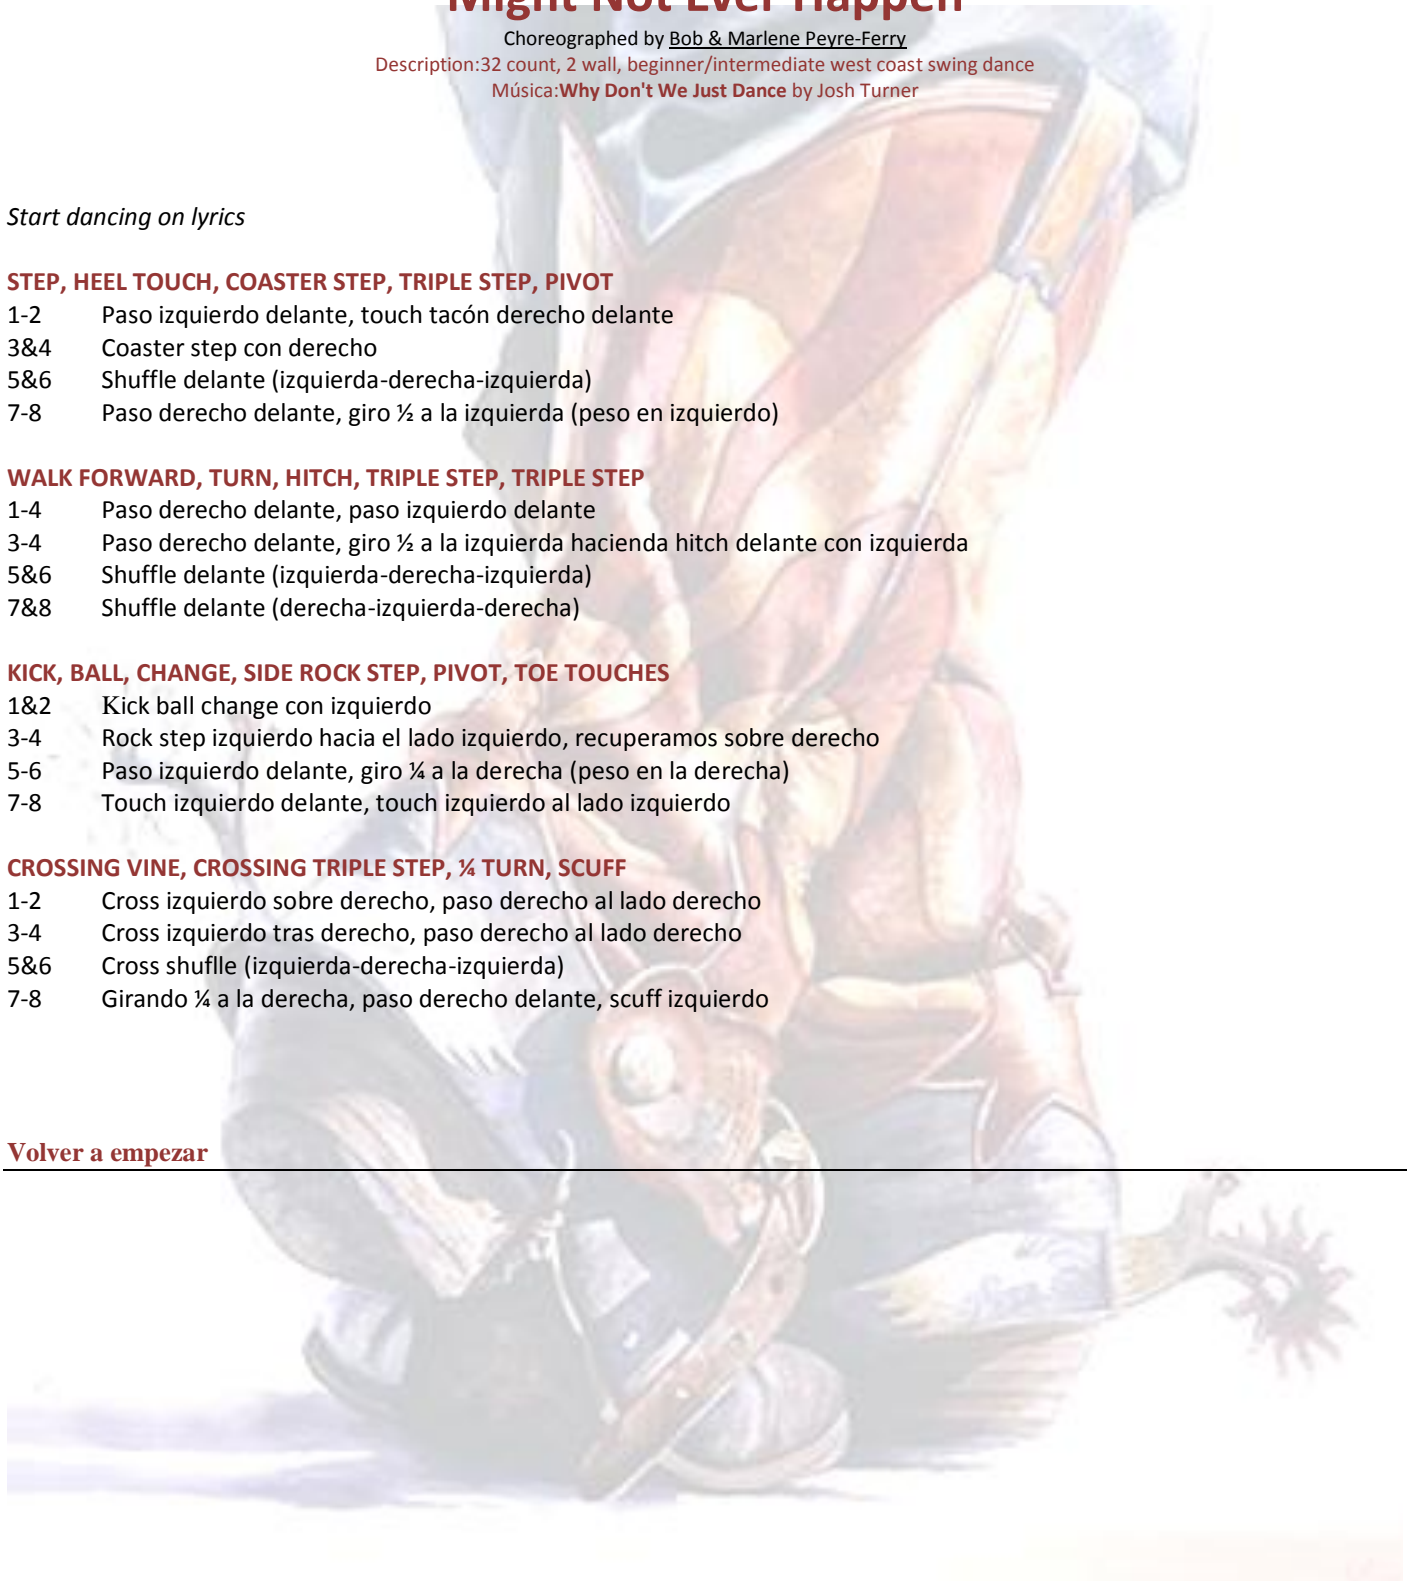 Might Not Ever Happen
Choreographed by Bob & Marlene Peyre-Ferry
Description:32 count, 2 wall, beginner/intermediate west coast swing dance
Música:Why Don't We Just Dance by Josh Turner
Start dancing on lyrics
STEP, HEEL TOUCH, COASTER STEP, TRIPLE STEP, PIVOT
1-2 Paso izquierdo delante, touch tacón derecho delante
3&4 Coaster step con derecho
5&6 Shuffle delante (izquierda-derecha-izquierda)
7-8 Paso derecho delante, giro ½ a la izquierda (peso en izquierdo)
WALK FORWARD, TURN, HITCH, TRIPLE STEP, TRIPLE STEP
1-4 Paso derecho delante, paso izquierdo delante
3-4 Paso derecho delante, giro ½ a la izquierda hacienda hitch delante con izquierda
5&6 Shuffle delante (izquierda-derecha-izquierda)
7&8 Shuffle delante (derecha-izquierda-derecha)
KICK, BALL, CHANGE, SIDE ROCK STEP, PIVOT, TOE TOUCHES
1&2 Kick ball change con izquierdo
3-4 Rock step izquierdo hacia el lado izquierdo, recuperamos sobre derecho
5-6 Paso izquierdo delante, giro ¼ a la derecha (peso en la derecha)
7-8 Touch izquierdo delante, touch izquierdo al lado izquierdo
CROSSING VINE, CROSSING TRIPLE STEP, ¼ TURN, SCUFF
1-2 Cross izquierdo sobre derecho, paso derecho al lado derecho
3-4 Cross izquierdo tras derecho, paso derecho al lado derecho
5&6 Cross shuflle (izquierda-derecha-izquierda)
7-8 Girando ¼ a la derecha, paso derecho delante, scuff izquierdo
Volver a empezar